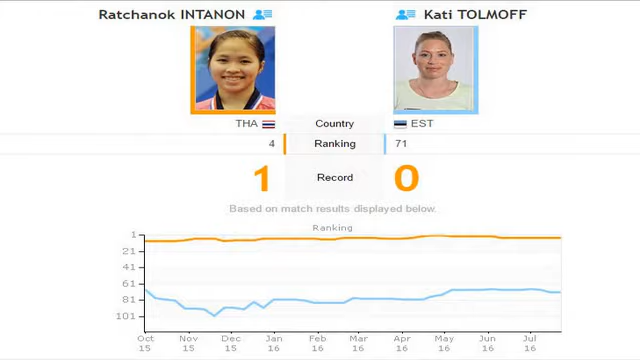 Ratchanok INTANON Kati TOLMOFF
THA Country EST
4 Ranking 71
1 Record 0
Based on match results displayed below.
Ranking
1
21
41
61
81
101
Oct Nov Dec Jan Feb Mar Apr May Jun Jul
15 15 15 16 16 16 16 16 16 16